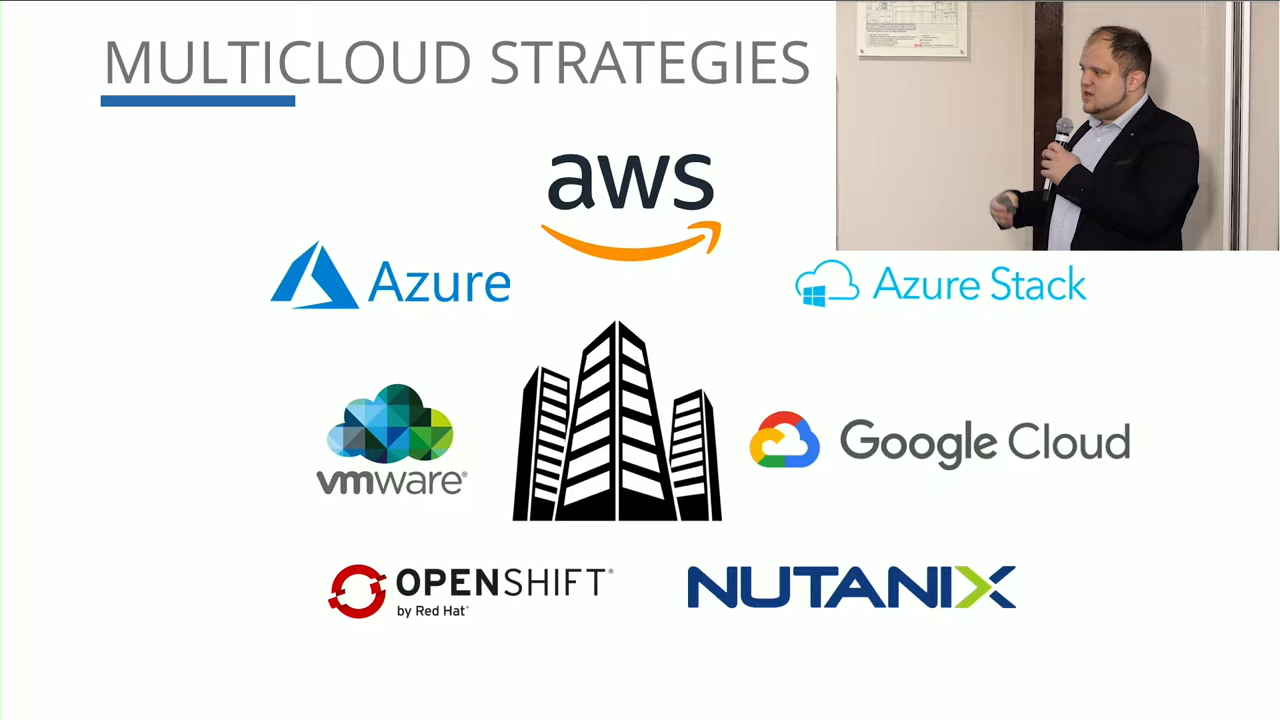 MULTICLOUD STRATEGIES
aws
Azure
Azure Stack
vmware®
Google Cloud
OPENSHIFT®
by Red Hat®
NUTANIX